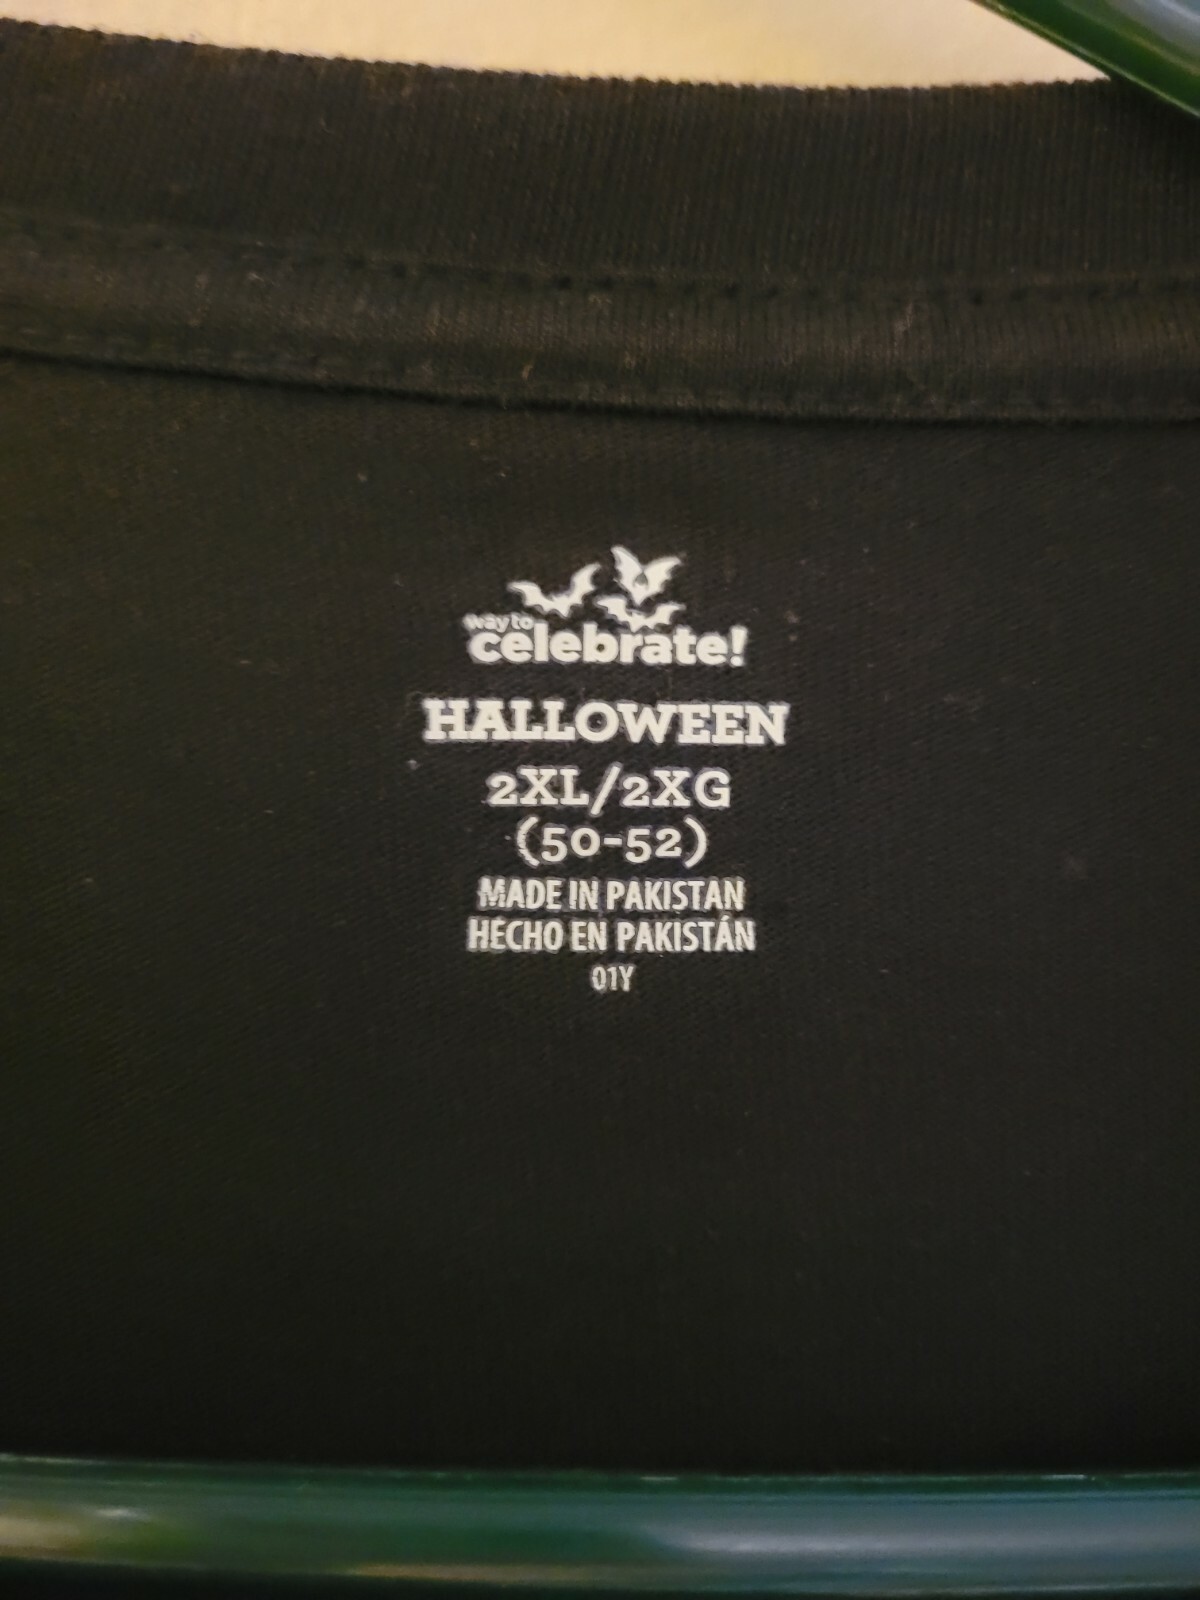 way to
celebrate!
HALLOWEEN
2XL/2XG
(50-52)
MADE IN PAKISTAN
HECHO EN PAKISTÁN
01Y